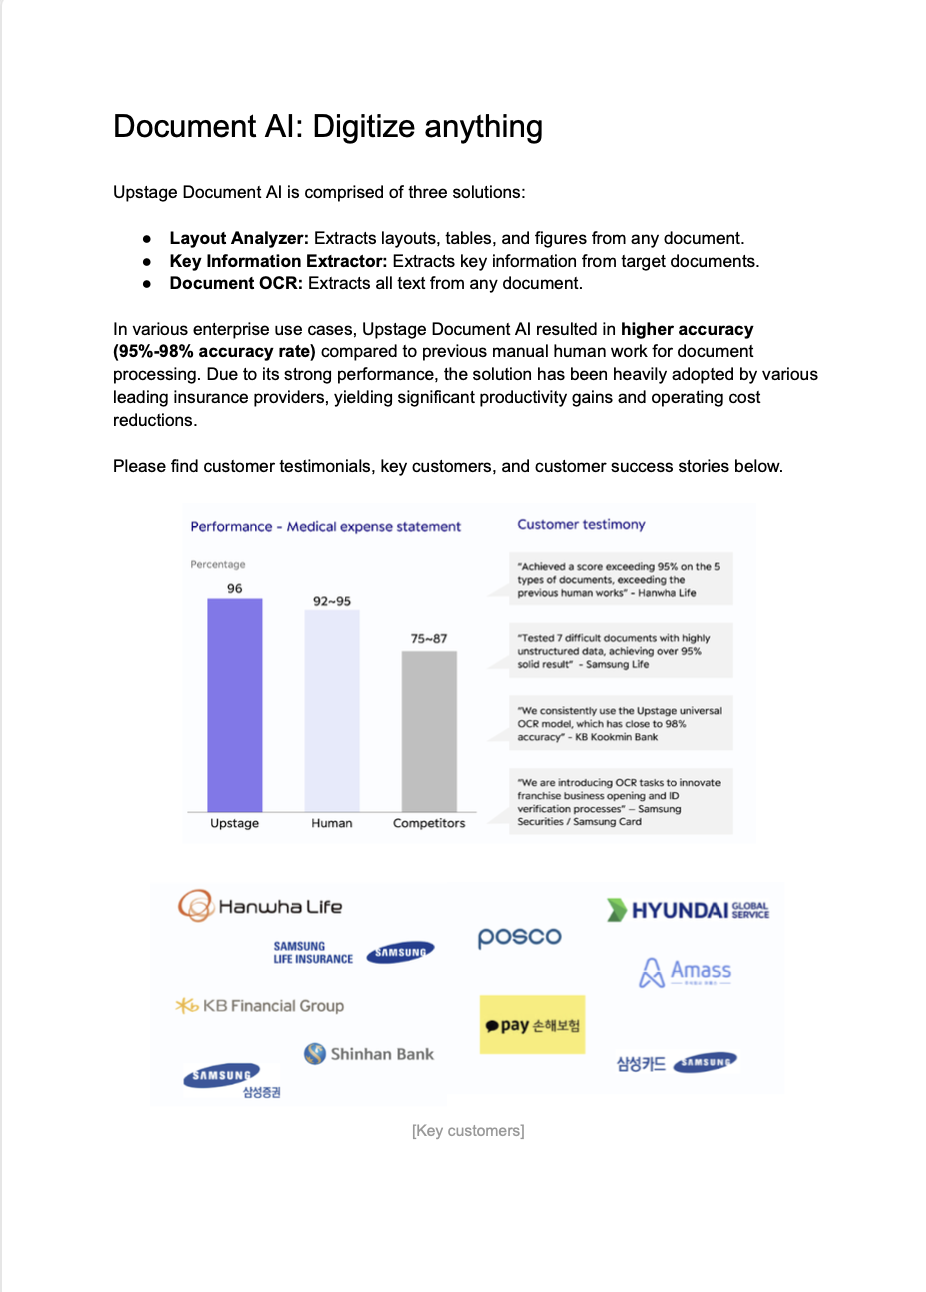 Document AI: Digitize anything
Upstage Document AI is comprised of three solutions:
● Layout Analyzer: Extracts layouts, tables, and figures from any document.
● Key Information Extractor: Extracts key information from target documents.
● Document OCR: Extracts all text from any document.
In various enterprise use cases, Upstage Document AI resulted in higher accuracy
(95%-98% accuracy rate) compared to previous manual human work for document
processing. Due to its strong performance, the solution has been heavily adopted by various
leading insurance providers, yielding significant productivity gains and operating cost
reductions.
Please find customer testimonials, key customers, and customer success stories below.
Performance - Medical expense statement
Percentage
96
92~95
75~87
Upstage
Human
Competitors
Customer testimony
"Achieved a score exceeding 95% on the 5
types of documents, exceeding the
previous human works" - Hanwha Life
"Tested 7 difficult documents with highly
unstructured data, achieving over 95%
solid result" - Samsung Life
"We consistently use the Upstage universal
OCR model, which has close to 98%
accuracy" - KB Kookmin Bank
"We are introducing OCR tasks to innovate
franchise business opening and ID
verification processes" – Samsung
Securities / Samsung Card
Hanwha Life
HYUNDAI GLOBAL
SERVICE
SAMSUNG
LIFE INSURANCE
SAMSUNG
posco
Amass
KB Financial Group
pay 손해보험
Shinhan Bank
삼성카드 SAMSUNG
SAMSUNG
삼성증권
[Key customers]